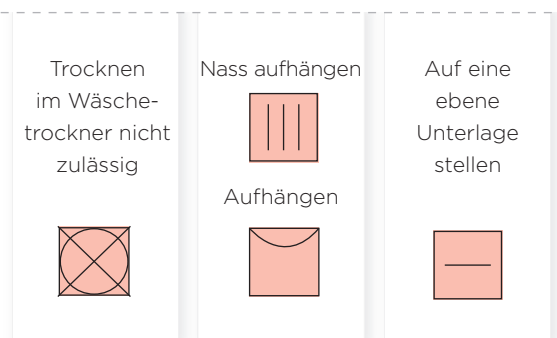 Trocknen
im Wäsche-
trockner nicht
zulässig
Nass aufhängen
Aufhängen
Auf eine
ebene
Unterlage
stellen